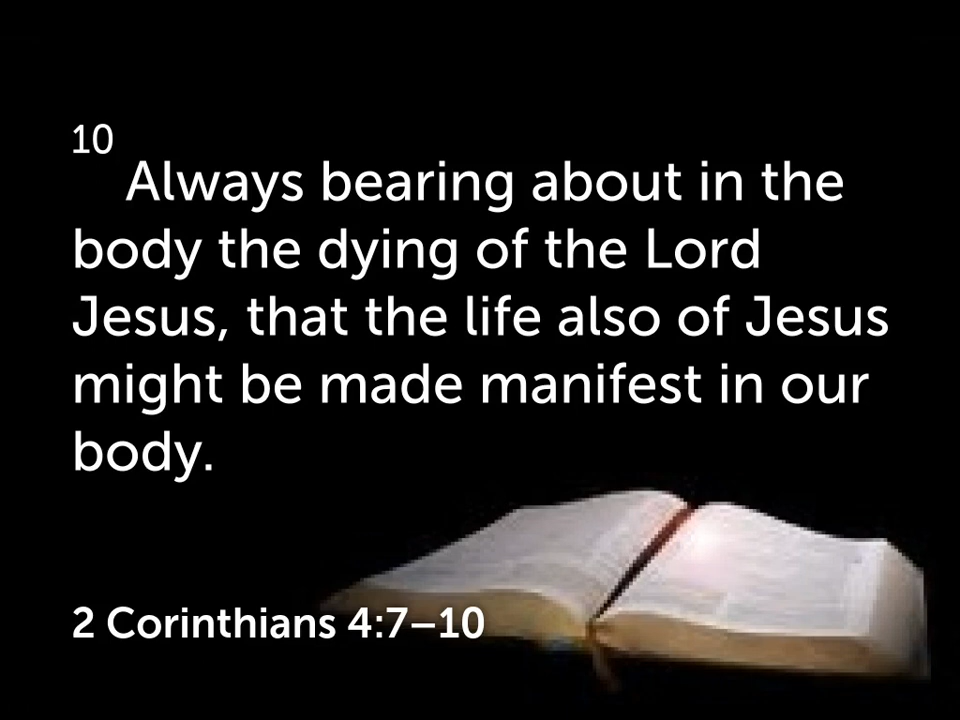 10
Always bearing about in the
body the dying of the Lord
Jesus, that the life also of Jesus
might be made manifest in our
body.
2 Corinthians 4:7–10